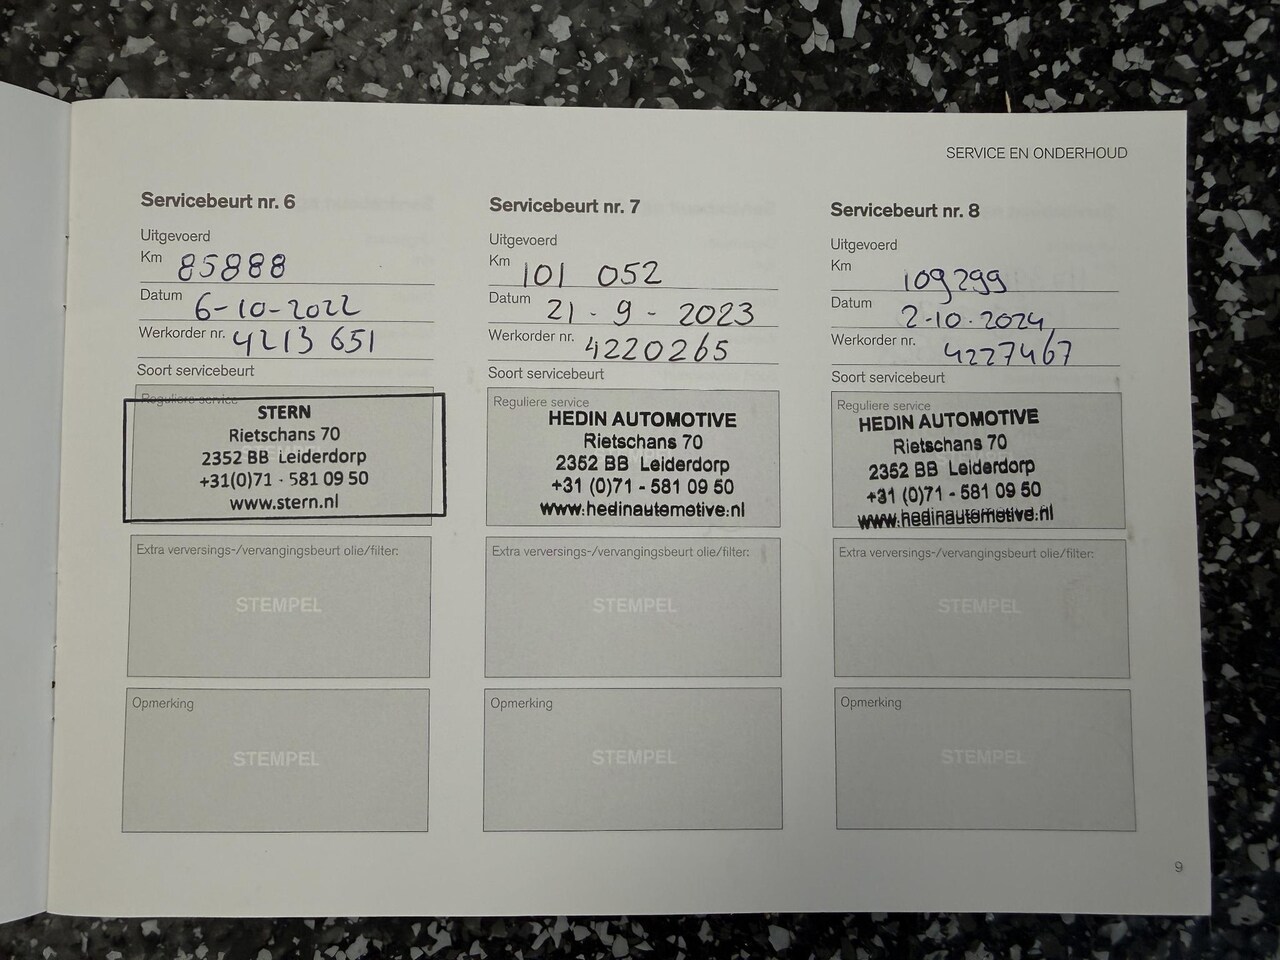 SERVICE EN ONDERHOUD
Servicebeurt nr. 6
Uitgevoerd
Km 85888
Datum 6-10-2022
Werkorder nr. 4213 651
Soort servicebeurt
Reguliere service
STERN
Rietschans 70
2352 BB Leiderdorp
+31(0)71 - 581 09 50
www.stern.nl
Extra verversings-/vervangingsbeurt olie/filter:
STEMPEL
Opmerking
STEMPEL
Servicebeurt nr. 7
Uitgevoerd
Km 101 052
Datum 21 - 9 - 2023
Werkorder nr. 4220265
Soort servicebeurt
Reguliere service
HEDIN AUTOMOTIVE
Rietschans 70
2352 BB Leiderdorp
+31 (0)71 - 581 09 50
www.hedinautomotive.nl
Extra verversings-/vervangingsbeurt olie/filter:
STEMPEL
Opmerking
STEMPEL
Servicebeurt nr. 8
Uitgevoerd
Km 109299
Datum 2-10-2024
Werkorder nr. 4227467
Soort servicebeurt
Reguliere service
HEDIN AUTOMOTIVE
Rietschans 70
2352 BB Leiderdorp
+31 (0)71 - 581 09 50
www.hedinautomotive.nl
Extra verversings-/vervangingsbeurt olie/filter:
STEMPEL
Opmerking
STEMPEL
9